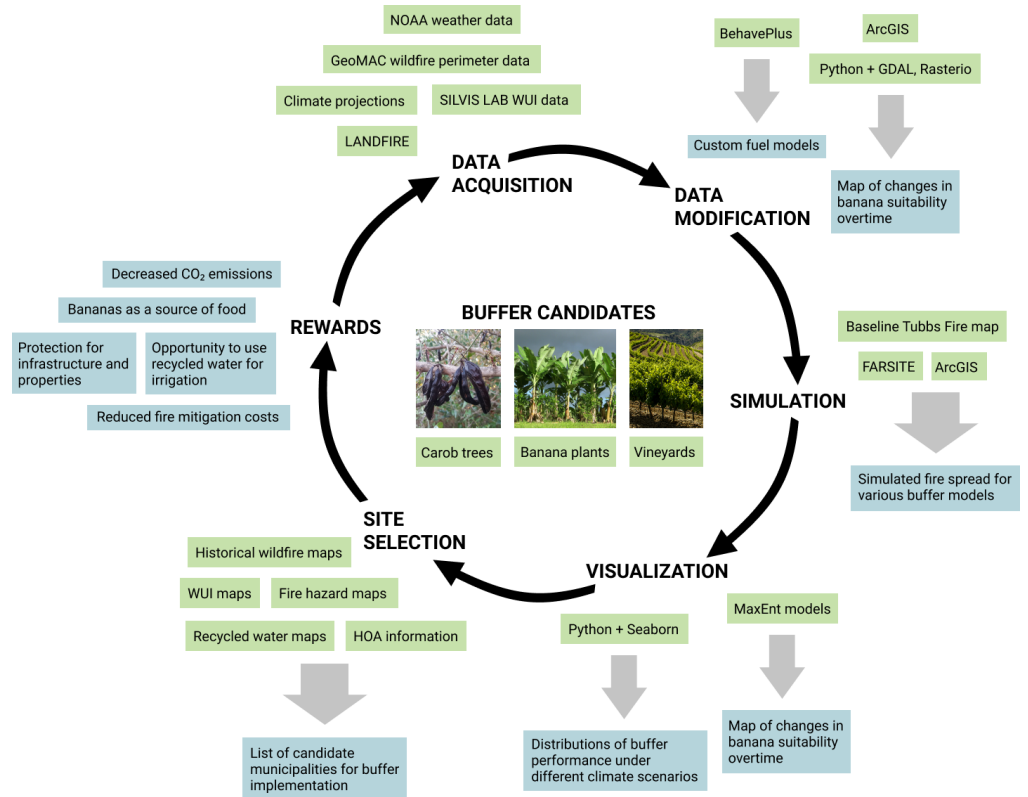 NOAA weather data
GeoMAC wildfire perimeter data
Climate projections
SILVIS LAB WUI data
LANDFIRE
DATA
ACQUISITION
BehavePlus
ArcGIS
Python + GDAL, Rasterio
Custom fuel models
Map of changes in
banana suitability
overtime
DATA
MODIFICATION
Decreased CO₂ emissions
Bananas as a source of food
Protection for
infrastructure and
properties
Opportunity to use
recycled water for
irrigation
Reduced fire mitigation costs
REWARDS
BUFFER CANDIDATES
Carob trees
Banana plants
Vineyards
SIMULATION
Baseline Tubbs Fire map
FARSITE
ArcGIS
Simulated fire spread for
various buffer models
SITE
SELECTION
Historical wildfire maps
WUI maps
Fire hazard maps
Recycled water maps
HOA information
List of candidate
municipalities for buffer
implementation
VISUALIZATION
Python + Seaborn
Distributions of buffer
performance under
different climate scenarios
MaxEnt models
Map of changes in
banana suitability
overtime